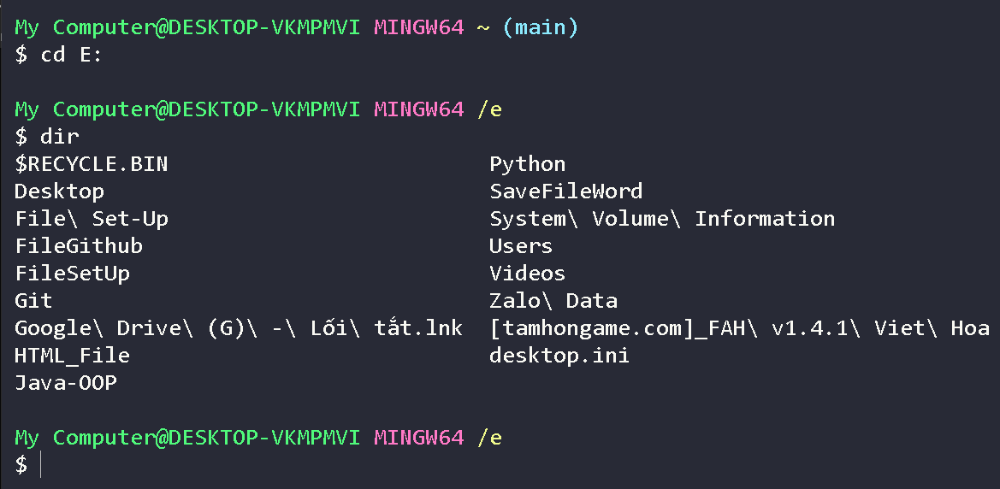 My Computer@DESKTOP-VKMPMVI MINGW64 ~ (main)
$ cd E:
My Computer@DESKTOP-VKMPMVI MINGW64 /e
$ dir
$RECYCLE.BIN Python
Desktop SaveFileWord
File\ Set-Up System\ Volume\ Information
FileGithub Users
FileSetUp Videos
Git Zalo\ Data
Google\ Drive\ (G)\ -\ Lối\ tắt.lnk [tamhongame.com]_FAH\ v1.4.1\ Viet\ Hoa
HTML_File desktop.ini
Java-OOP
My Computer@DESKTOP-VKMPMVI MINGW64 /e
$